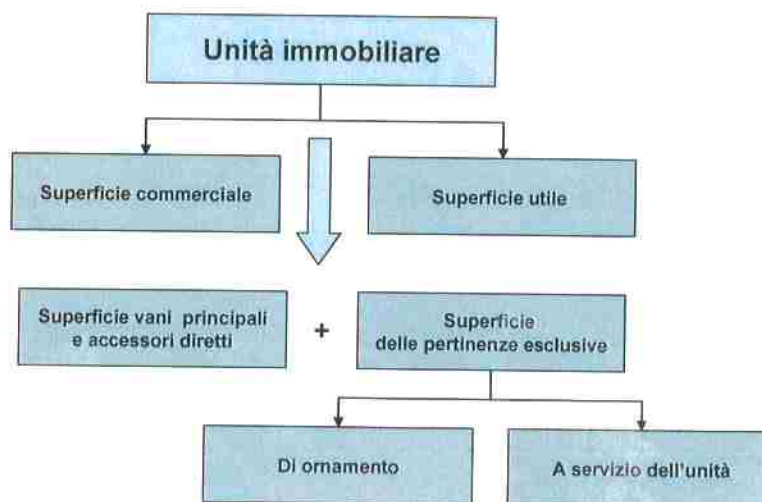 Unità immobiliare
Superficie commerciale
Superficie utile
Superficie vani principali
e accessori diretti
+
Superficie
delle pertinenze esclusive
Di ornamento
A servizio dell'unità